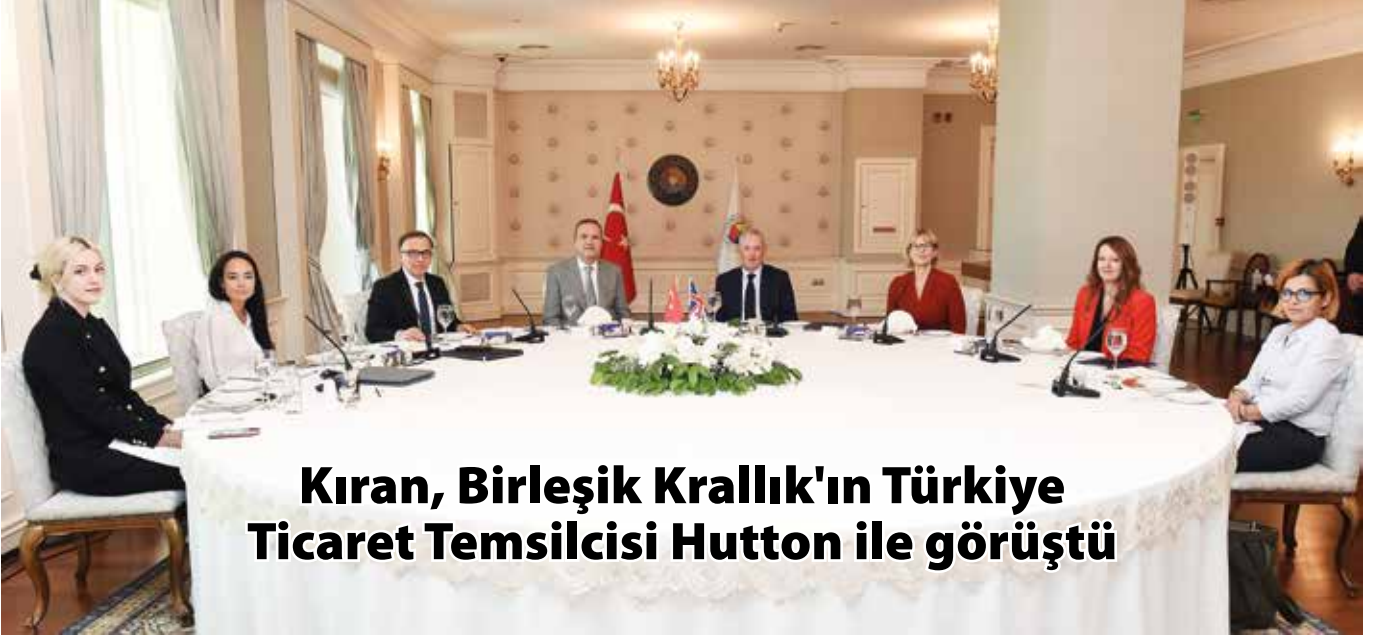 Kıran, Birleşik Krallık'ın Türkiye
Ticaret Temsilcisi Hutton ile görüştü